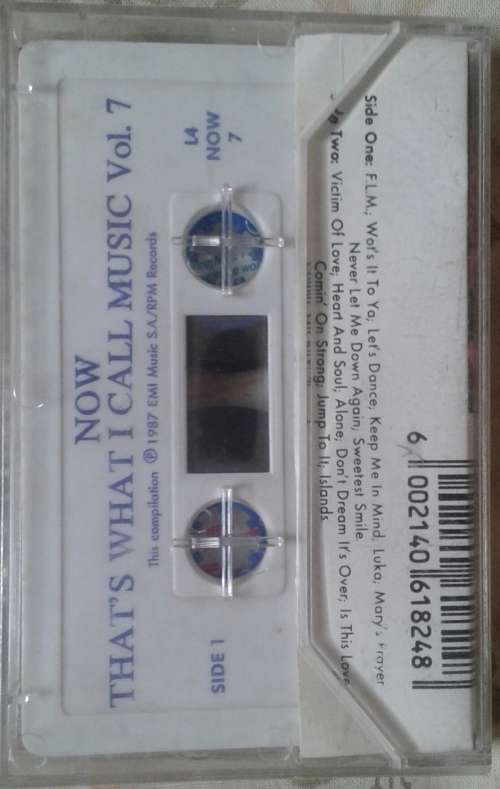 NOW
THAT'S WHAT I CALL MUSIC Vol. 7
This compilation ℗ 1987 EMI Music S.A./RPM Records
SIDE 1
L4
NOW
7
Side One: F.L.M.; Wot's It To Ya; Let's Dance; Keep Me In Mind; Luka; Mary's Prayer
Never Let Me Down Again; Sweetest Smile
Two: Victim Of Love; Heart And Soul; Alone; Don't Dream It's Over; Is This Love
Comin' On Strong; Jump To It; Islands
6 002140 618248